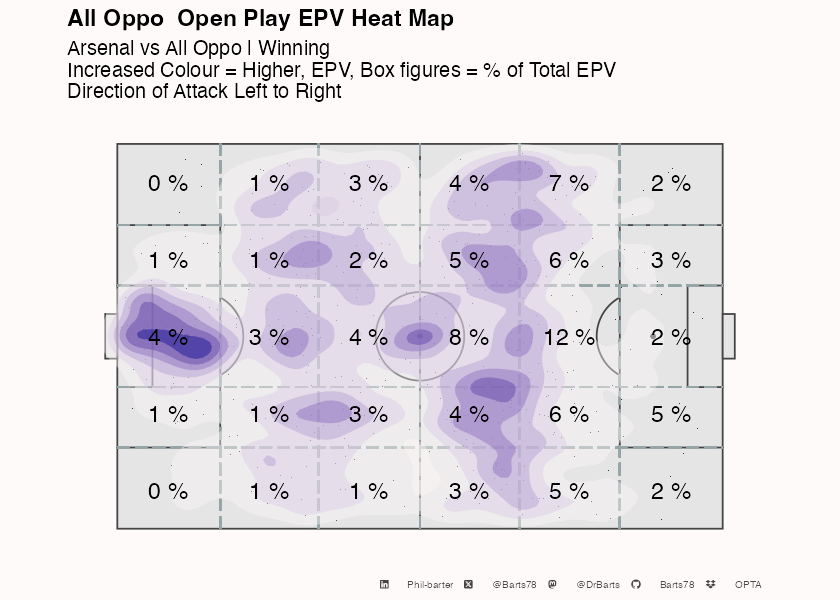 All Oppo  Open Play EPV Heat Map
Arsenal vs All Oppo | Winning
Increased Colour = Higher, EPV, Box figures = % of Total EPV
Direction of Attack Left to Right
0 % 1 % 3 % 4 % 7 % 2 %
1 % 1 % 2 % 5 % 6 % 3 %
4 % 3 % 4 % 8 % 12 % 2 %
1 % 1 % 3 % 4 % 6 % 5 %
0 % 1 % 1 % 3 % 5 % 2 %
Phil-barter @Barts78 @DrBarts Barts78 OPTA